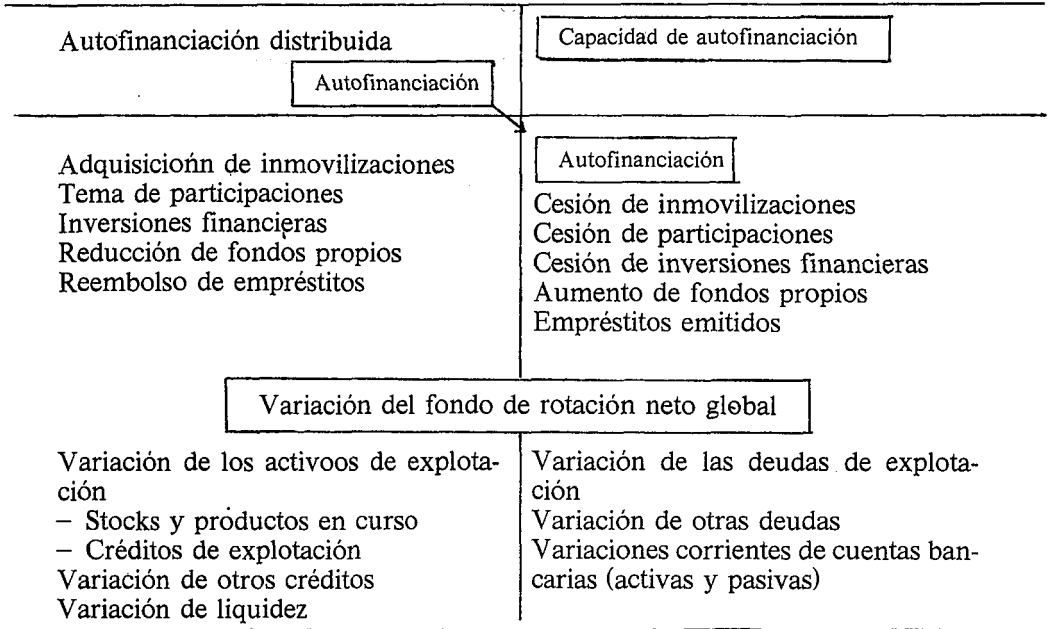 Autofinanciación distribuida
Capacidad de autofinanciación
Autofinanciación
Adquisiciońn de inmovilizaciones
Tema de participaciones
Inversiones financieras
Reducción de fondos propios
Reembolso de empréstitos
Autofinanciación
Cesión de inmovilizaciones
Cesión de participaciones
Cesión de inversiones financieras
Aumento de fondos propios
Empréstitos emitidos
Variación del fondo de rotación neto global
Variación de los activoos de explota-
ción
– Stocks y productos en curso
– Créditos de explotación
Variación de otros créditos
Variación de liquidez
Variación de las deudas de explota-
ción
Variación de otras deudas
Variaciones corrientes de cuentas ban-
carias (activas y pasivas)